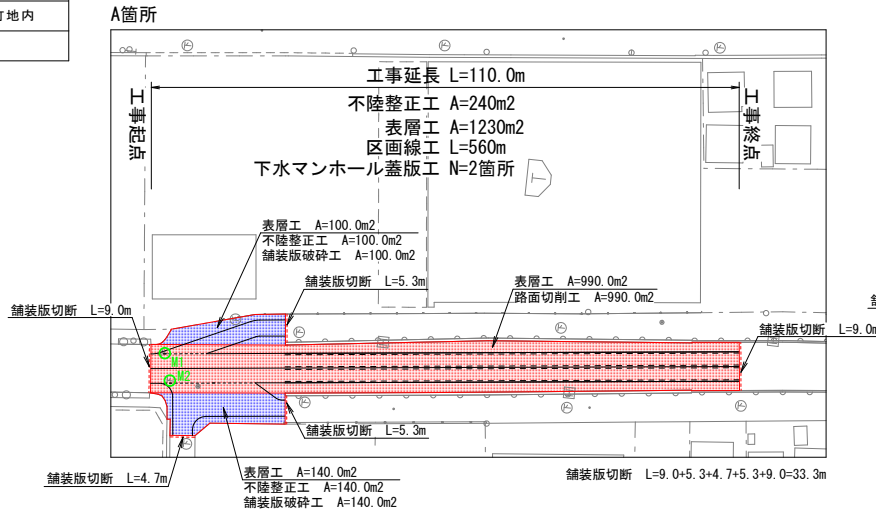 地内
A箇所
工事延長 L=110.0m
不陸整正工 A=240m2
表層工 A=1230m2
区画線工 L=560m
下水マンホール蓋版工 N=2箇所
工事起点
工事終点
表層工 A=100.0m2
不陸整正工 A=100.0m2
舗装版破砕工 A=100.0m2
舗装版切断 L=5.3m
表層工 A=990.0m2
路面切削工 A=990.0m2
舗装版切断 L=9.0m
舗装版切断 L=9.0m
M1
M2
舗装版切断 L=5.3m
舗装版切断 L=4.7m
表層工 A=140.0m2
不陸整正工 A=140.0m2
舗装版破砕工 A=140.0m2
舗装版切断 L=9.0+5.3+4.7+5.3+9.0=33.3m